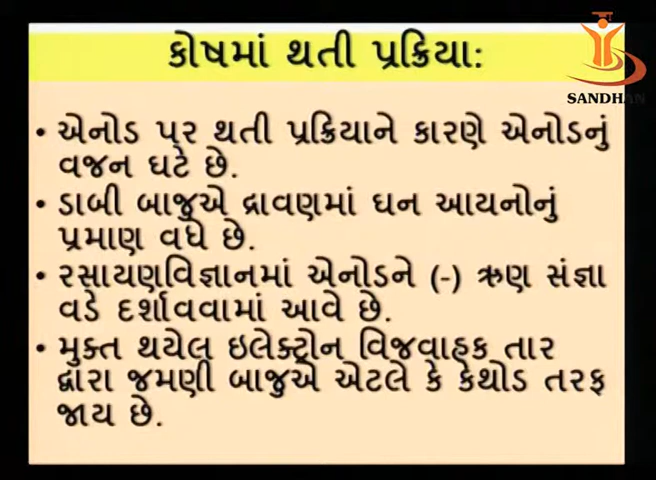 કોષમાં થતી પ્રક્રિયા:
SANDHAN
• એનોડ પર થતી પ્રક્રિયાને કારણે એનોડનું
વજન ઘટે છે.
• ડાબી બાજુએ દ્રાવણમાં ઘન આયનોનું
પ્રમાણ વધે છે.
• રસાયણવિજ્ઞાનમાં એનોડને (-) ઋણ સંજ્ઞા
વડે દર્શાવવામાં આવે છે.
• મુક્ત થયેલ ઇલેક્ટ્રોન વિજવાહક તાર
દ્વારા જમણી બાજુએ એટલે કે કેથોડ તરફ
જાય છે.